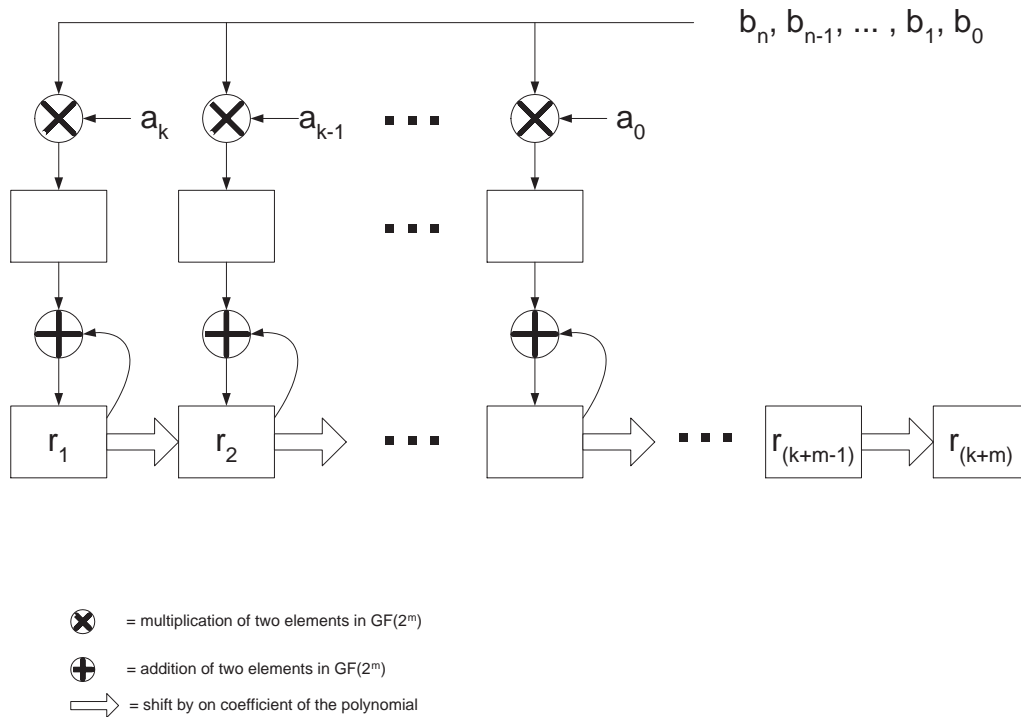 b_n, b_{n-1}, ... , b_1, b_0
a_k a_{k-1} a_0
r_1 r_2 r_{(k+m-1)} r_{(k+m)}
= multiplication of two elements in GF(2^m)
= addition of two elements in GF(2^m)
= shift by on coefficient of the polynomial